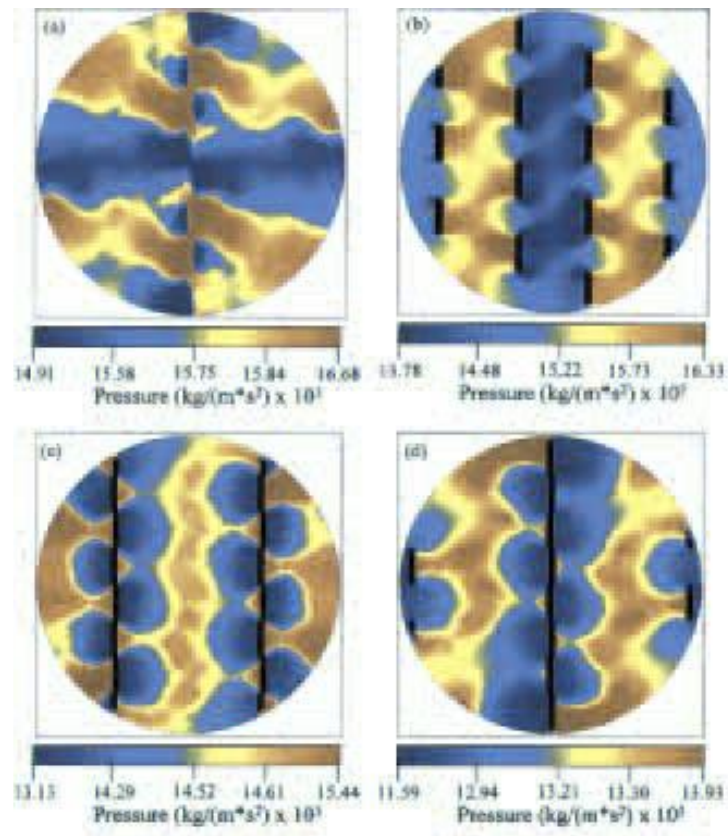 (a)
(b)
14.91 15.58 15.75 15.84 16.68
Pressure (kg/(m*s²) x 10³
13.78 14.48 15.22 15.73 16.33
Pressure (kg/(m*s²) x 10³
(c)
(d)
13.13 14.29 14.52 14.61 15.44
Pressure (kg/(m*s²) x 10³
11.59 12.94 13.21 13.30 13.93
Pressure (kg/(m*s²) x 10³